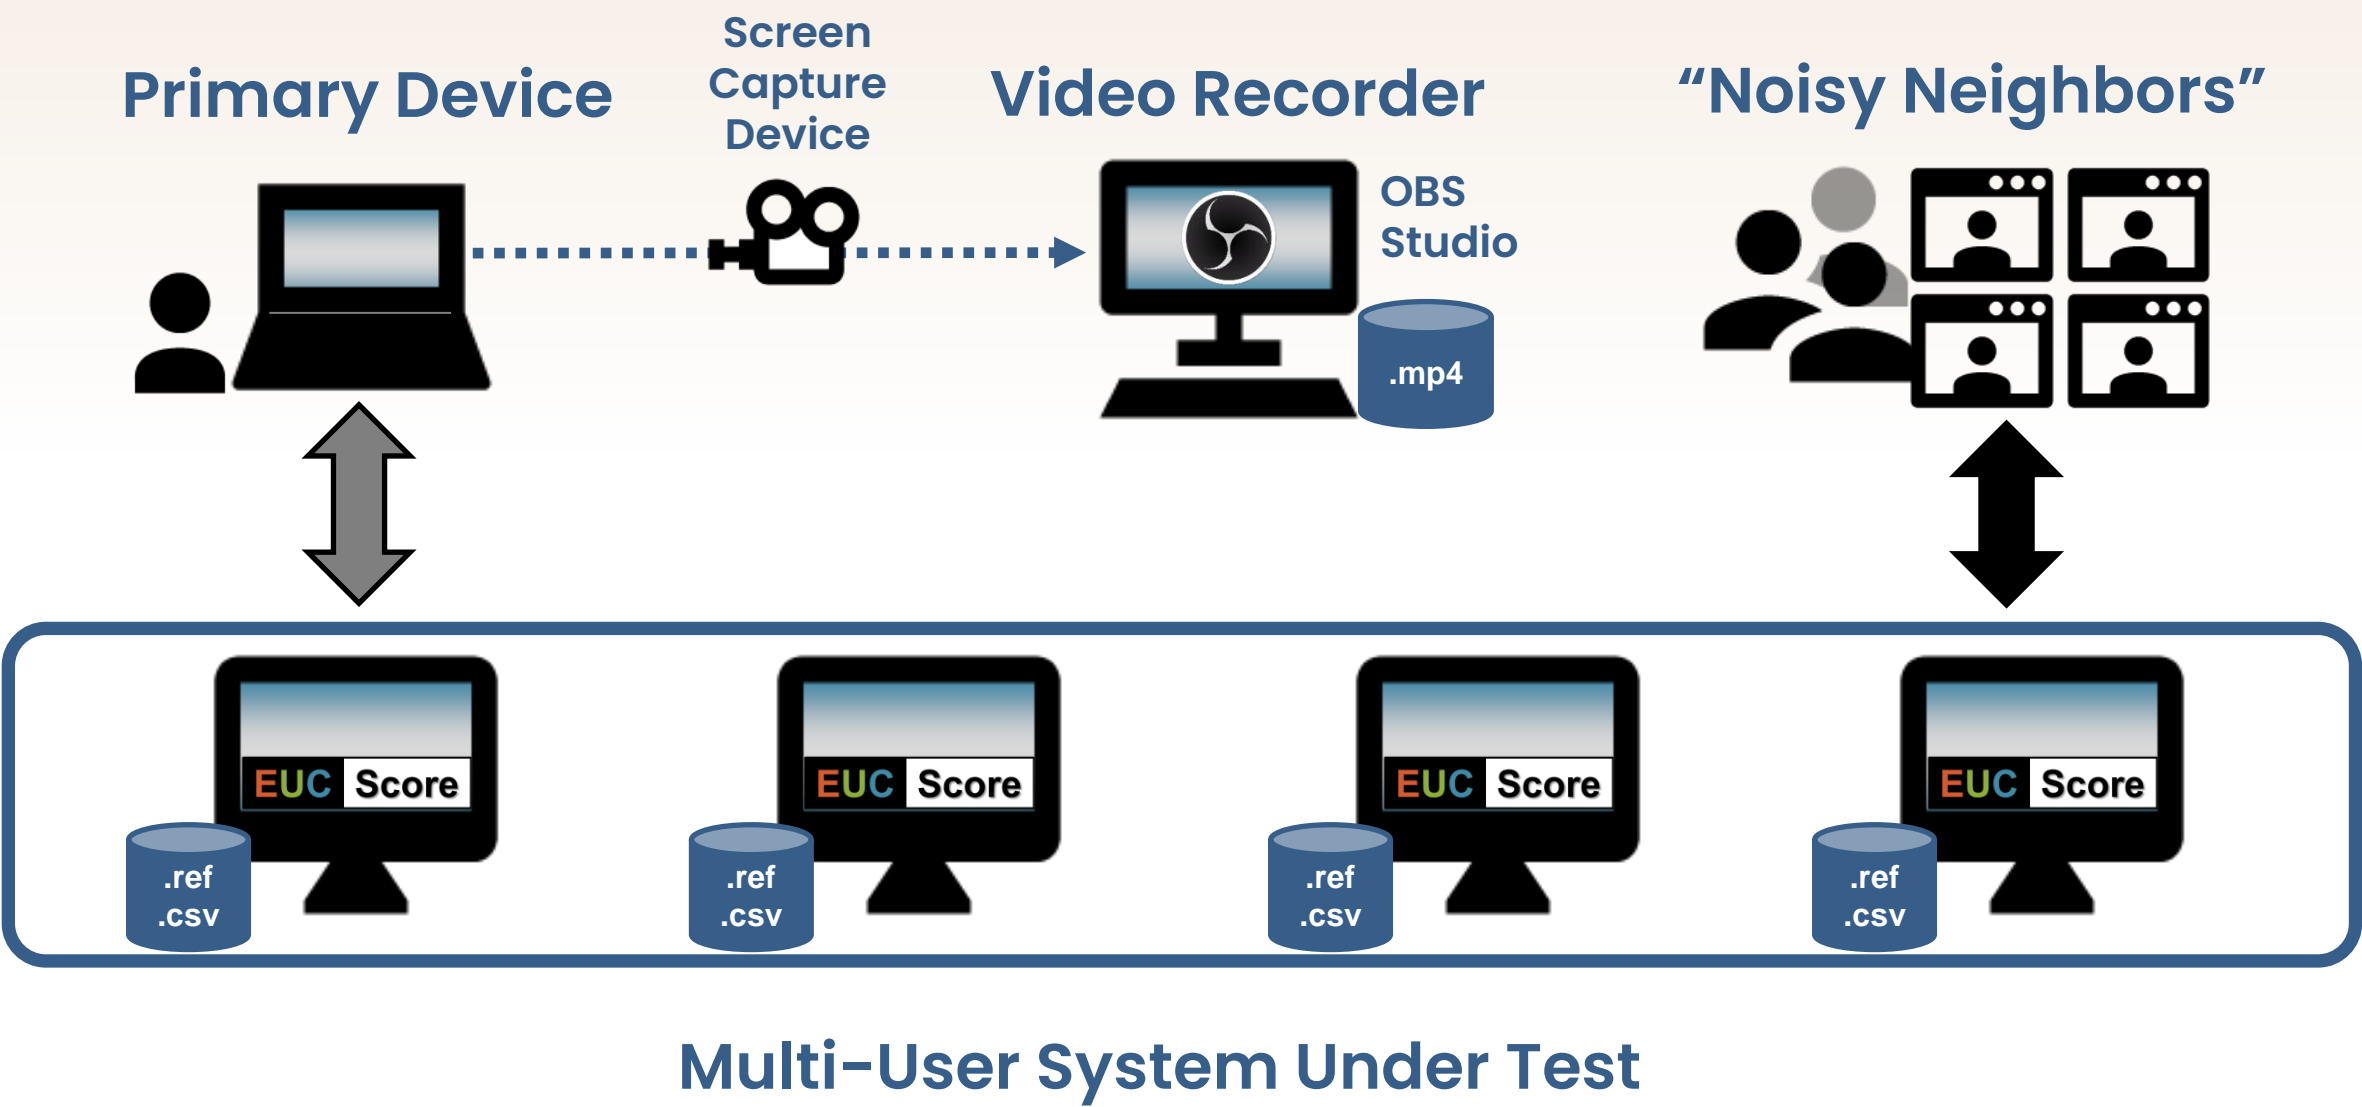 Screen
Capture
Device
Primary Device
Video Recorder
“Noisy Neighbors”
OBS
Studio
.mp4
EUC Score
.ref
.csv
EUC Score
.ref
.csv
EUC Score
.ref
.csv
EUC Score
.ref
.csv
Multi-User System Under Test